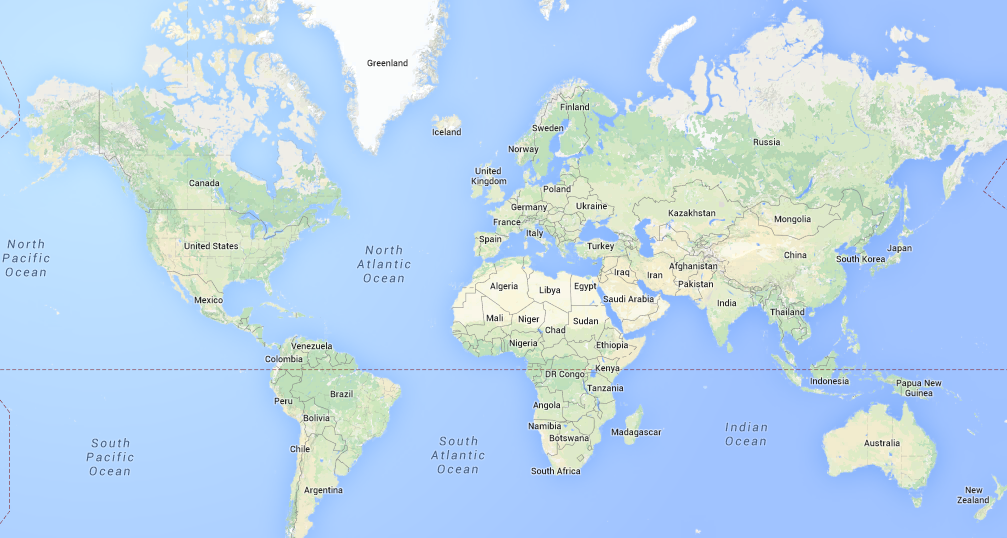 Greenland
Iceland
Finland
Sweden
Norway
Russia
United
Kingdom
Canada
Poland
Germany
Ukraine
Kazakhstan
France
Mongolia
Italy
Spain
United States
Turkey
Japan
North
Pacific
Ocean
North
Atlantic
Ocean
China
South Korea
Iraq
Iran
Afghanistan
Pakistan
Algeria
Libya
Egypt
Mexico
Saudi Arabia
India
Mali
Niger
Chad
Sudan
Thailand
Nigeria
Ethiopia
Venezuela
Colombia
Kenya
DR Congo
Indonesia
Papua New
Guinea
Tanzania
Peru
Brazil
Angola
Bolivia
Namibia
Botswana
Madagascar
Indian
Ocean
South
Pacific
Ocean
South
Atlantic
Ocean
Chile
Australia
South Africa
Argentina
New
Zealand